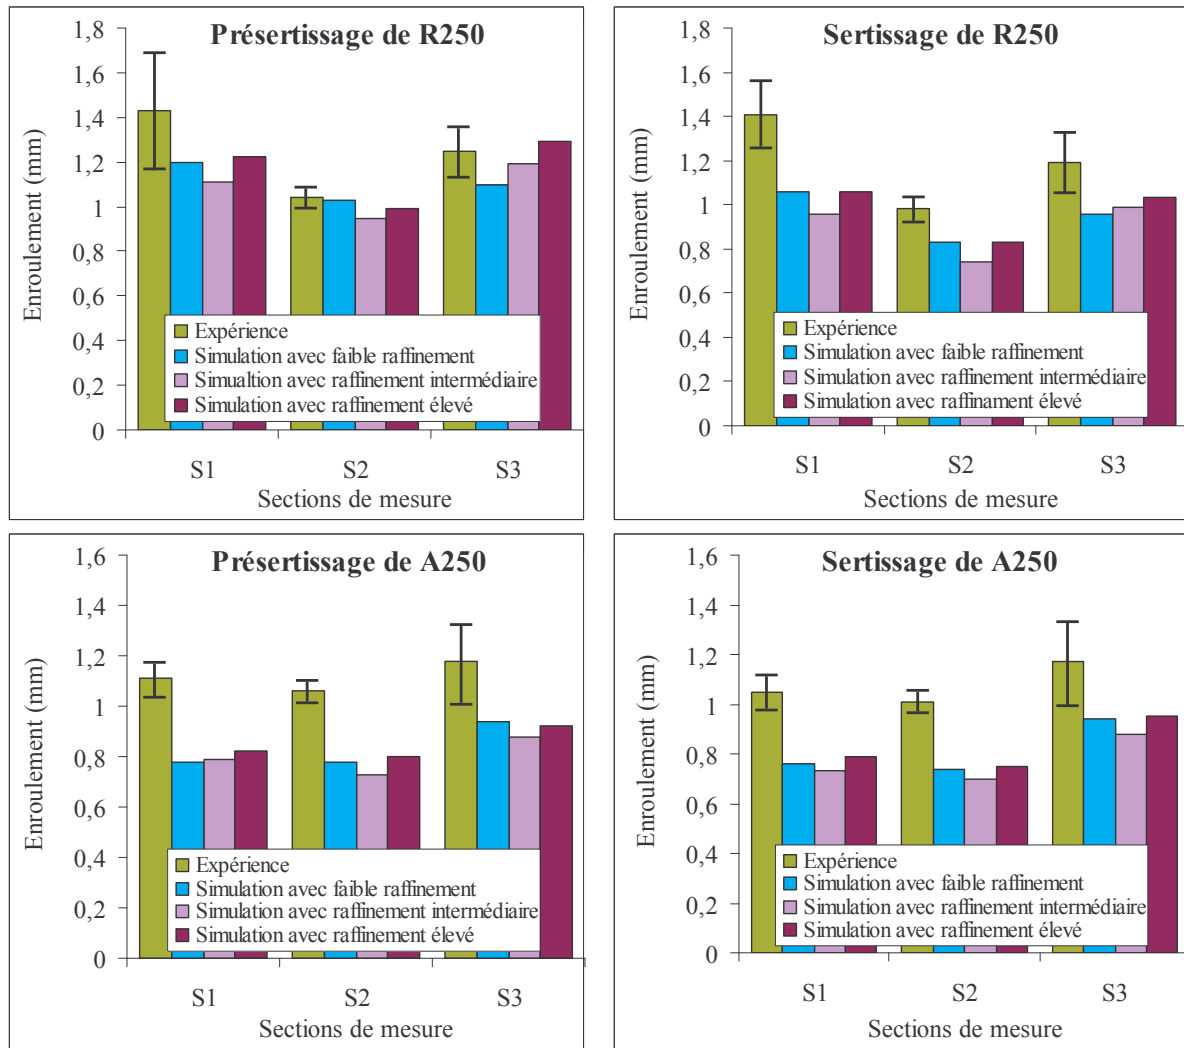 Présertissage de R250
Enroulement (mm)
1,8
1,6
1,4
1,2
1
0,8
0,6
0,4
0,2
0
Expérience
Simulation avec faible raffinement
Simualtion avec raffinement intermédiaire
Simulation avec raffinement élevé
S1 S2 S3
Sections de mesure
Sertissage de R250
Enroulement (mm)
1,8
1,6
1,4
1,2
1
0,8
0,6
0,4
0,2
0
Expérience
Simulation avec faible raffinement
Simulation avec raffinement intermédiaire
Simulation avec raffinament élevé
S1 S2 S3
Sections de mesure
Présertissage de A250
Enroulement (mm)
1,6
1,4
1,2
1
0,8
0,6
0,4
0,2
0
Expérience
Simulation avec faible raffinement
Simulation avec raffinement intermédiaire
Simulation avec raffinement élevé
S1 S2 S3
Sections de mesure
Sertissage de A250
Enroulement (mm)
1,6
1,4
1,2
1
0,8
0,6
0,4
0,2
0
Expérience
Simulation avec faible raffinement
Simulation avec raffinement intermédiaire
Simulation avec raffinement élevé
S1 S2 S3
Sections de mesure